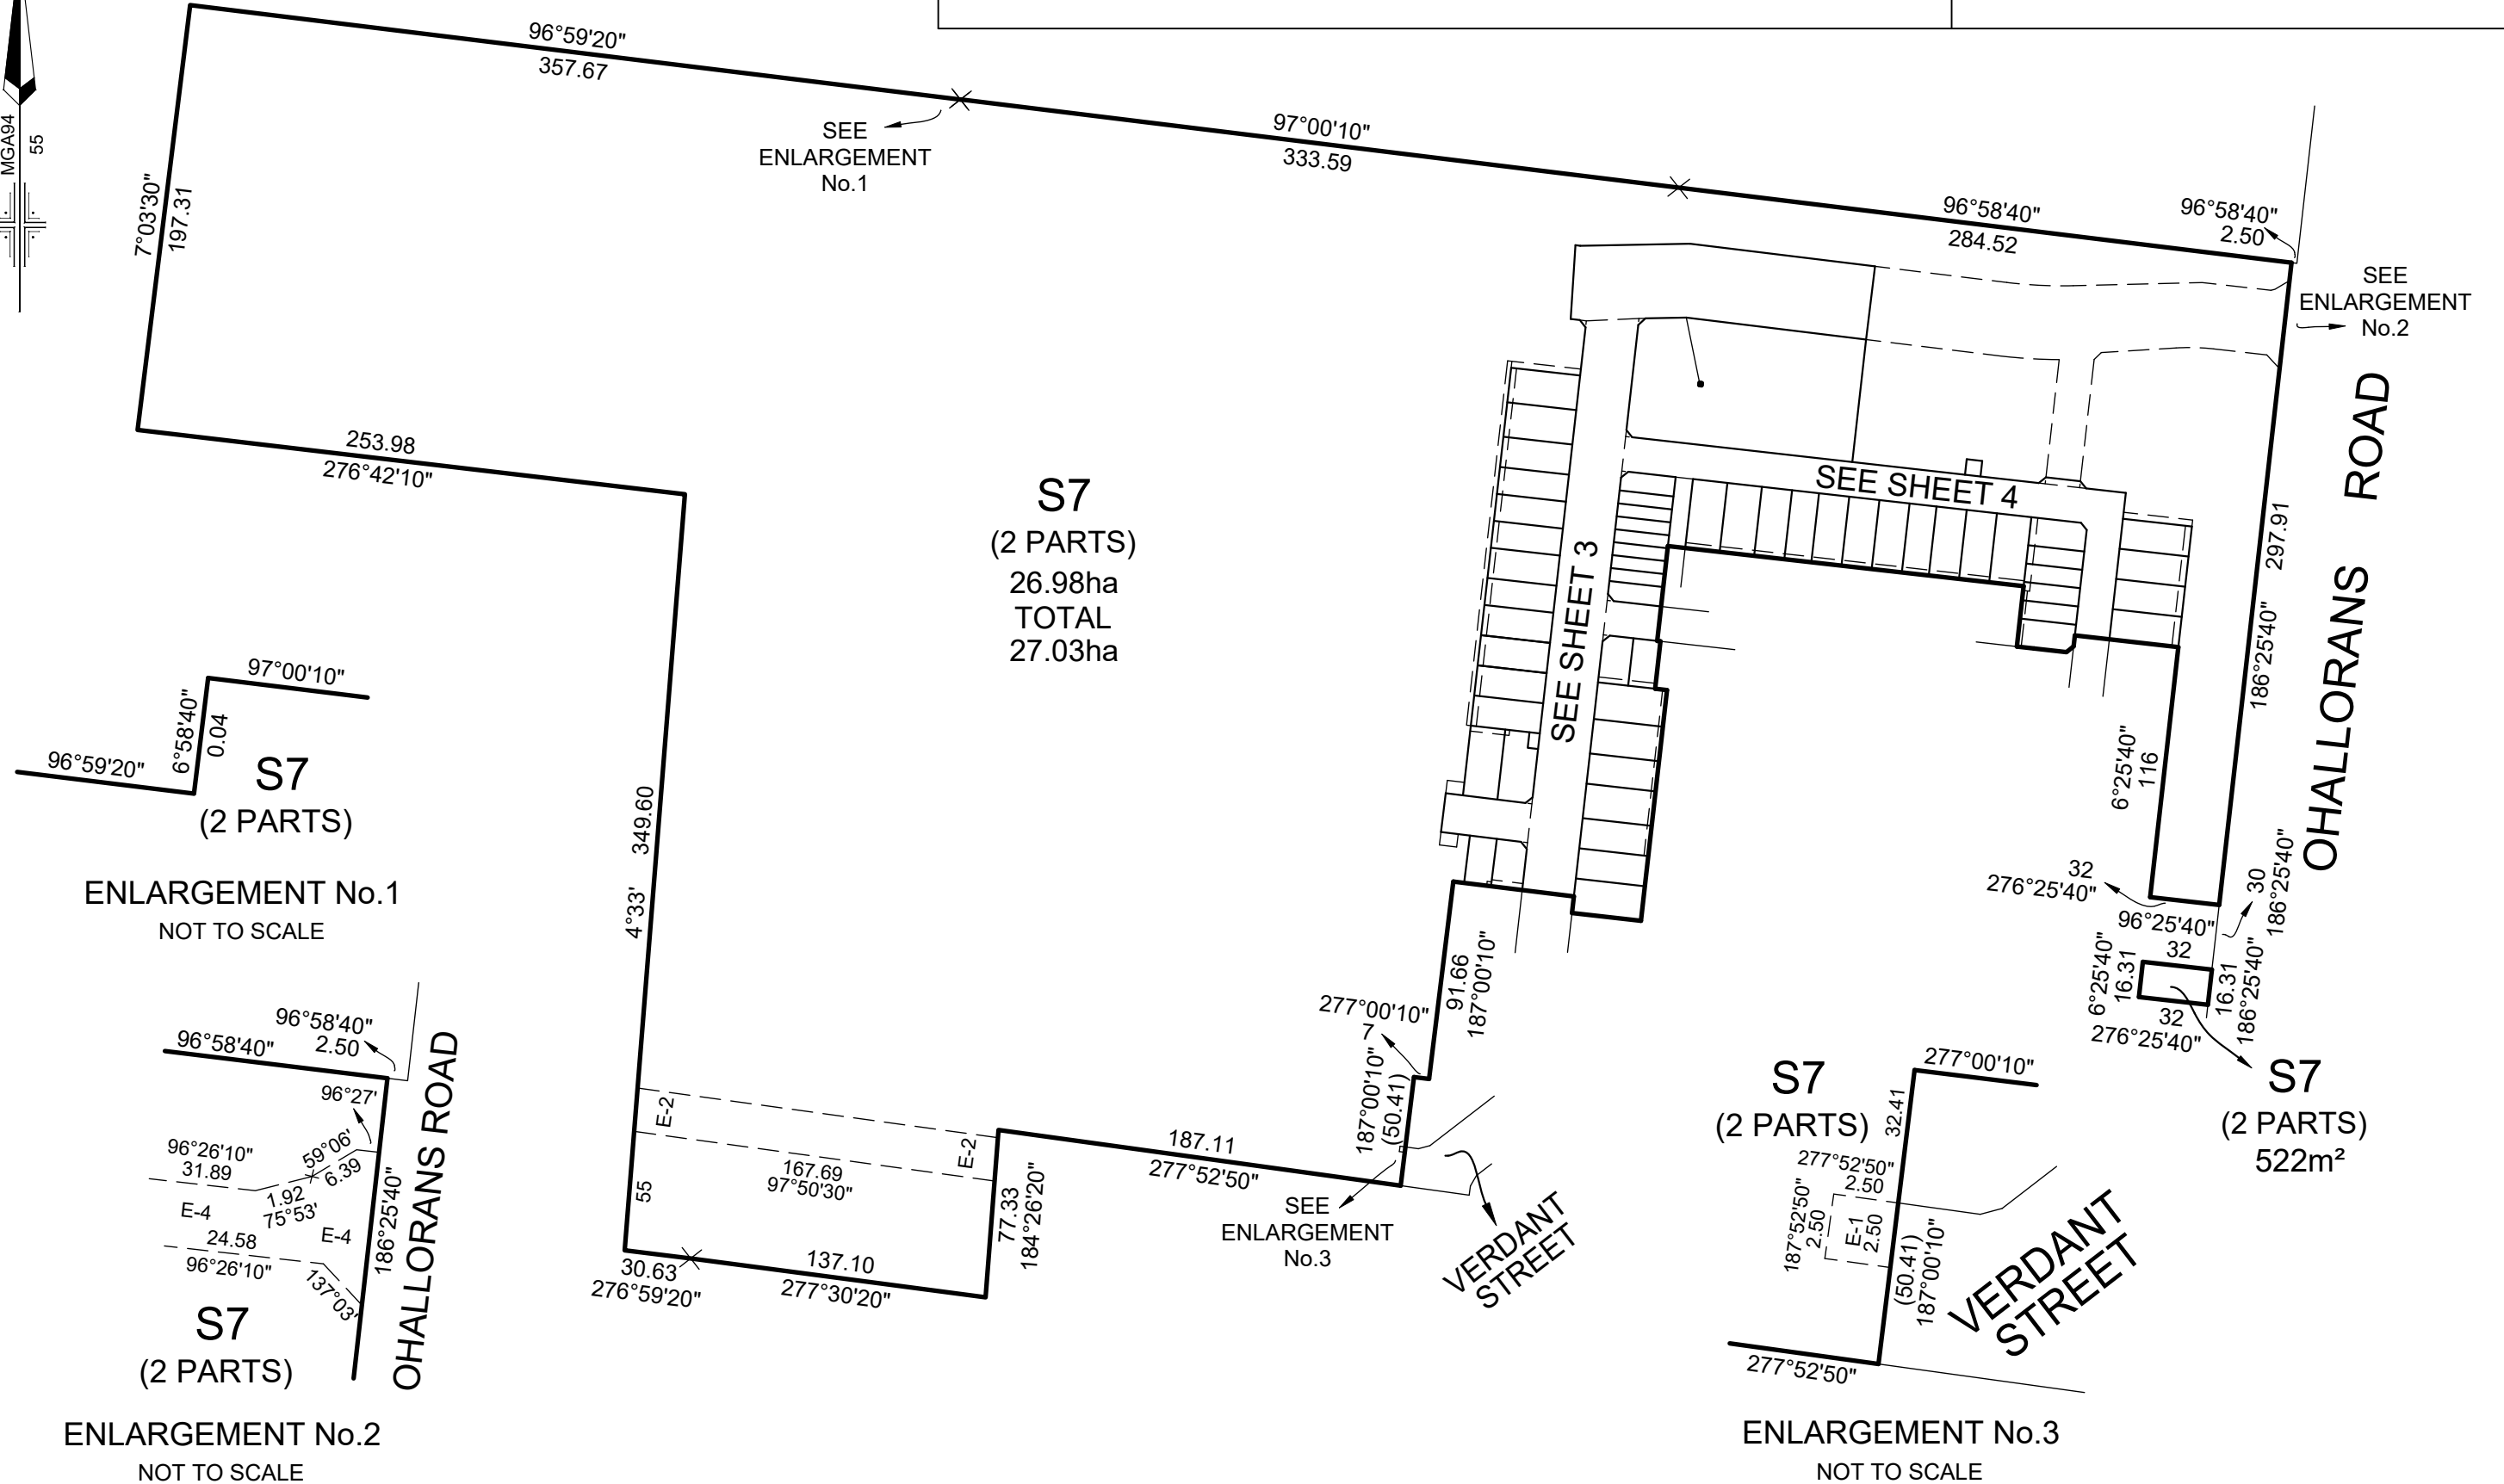 MGA94
55
96°59'20"
357.67
SEE
ENLARGEMENT
No.1
97°00'10"
333.59
96°58'40"
284.52
96°58'40"
2.50
SEE
ENLARGEMENT
No.2
7°03'30"
197.31
253.98
276°42'10"
S7
(2 PARTS)
26.98ha
TOTAL
27.03ha
SEE SHEET 4
SEE SHEET 3
297.91
186°25'40"
OHALLORANS ROAD
6°25'40"
116
32
276°25'40"
30
186°25'40"
96°25'40"
32
6°25'40"
16.31
16.31
186°25'40"
32
276°25'40"
S7
(2 PARTS)
522m²
349.60
4°33'
E-2
E-2
167.69
97°50'30"
55
30.63
276°59'20"
137.10
277°30'20"
77.33
184°26'20"
187.11
277°52'50"
91.66
187°00'10"
277°00'10"
7
187°00'10"
(50.41)
SEE
ENLARGEMENT
No.3
VERDANT
STREET
97°00'10"
6°58'40"
0.04
96°59'20"
S7
(2 PARTS)
ENLARGEMENT No.1
NOT TO SCALE
96°58'40"
2.50
96°58'40"
96°27'
59°06'
6.39
96°26'10"
31.89
1.92
75°53'
E-4
E-4
24.58
96°26'10"
137°03'
186°25'40"
OHALLORANS ROAD
S7
(2 PARTS)
ENLARGEMENT No.2
NOT TO SCALE
S7
(2 PARTS)
277°00'10"
32.41
277°52'50"
2.50
187°52'50"
2.50
E-1
2.50
(50.41)
187°00'10"
VERDANT
STREET
277°52'50"
ENLARGEMENT No.3
NOT TO SCALE